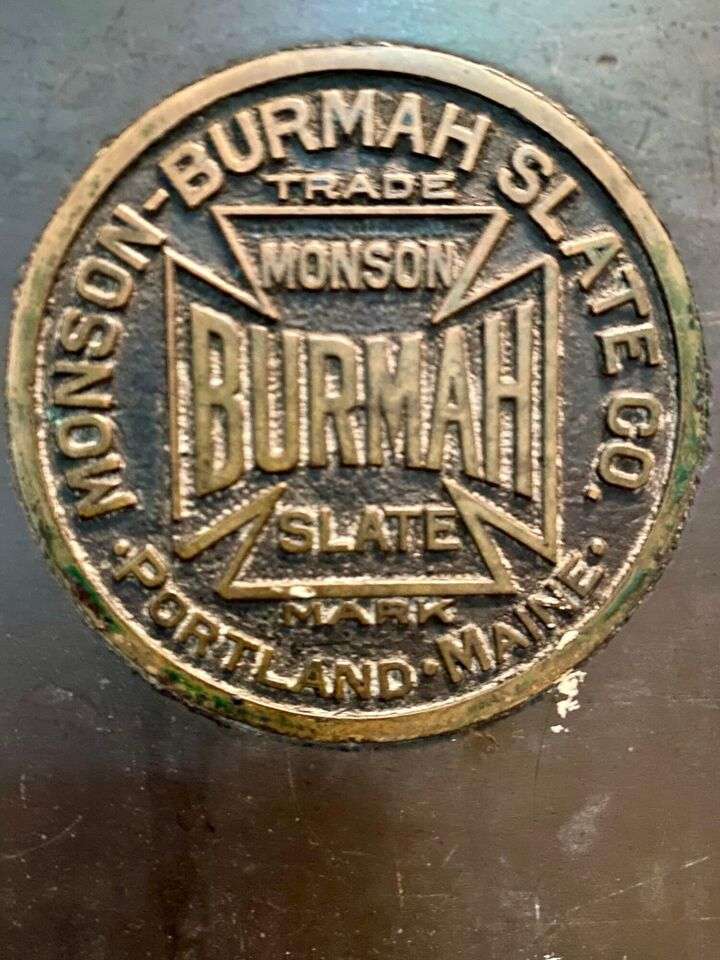 MONSON-BURMAH SLATE CO.
TRADE
MONSON
BURMAH
SLATE
MARK
·PORTLAND·MAINE·